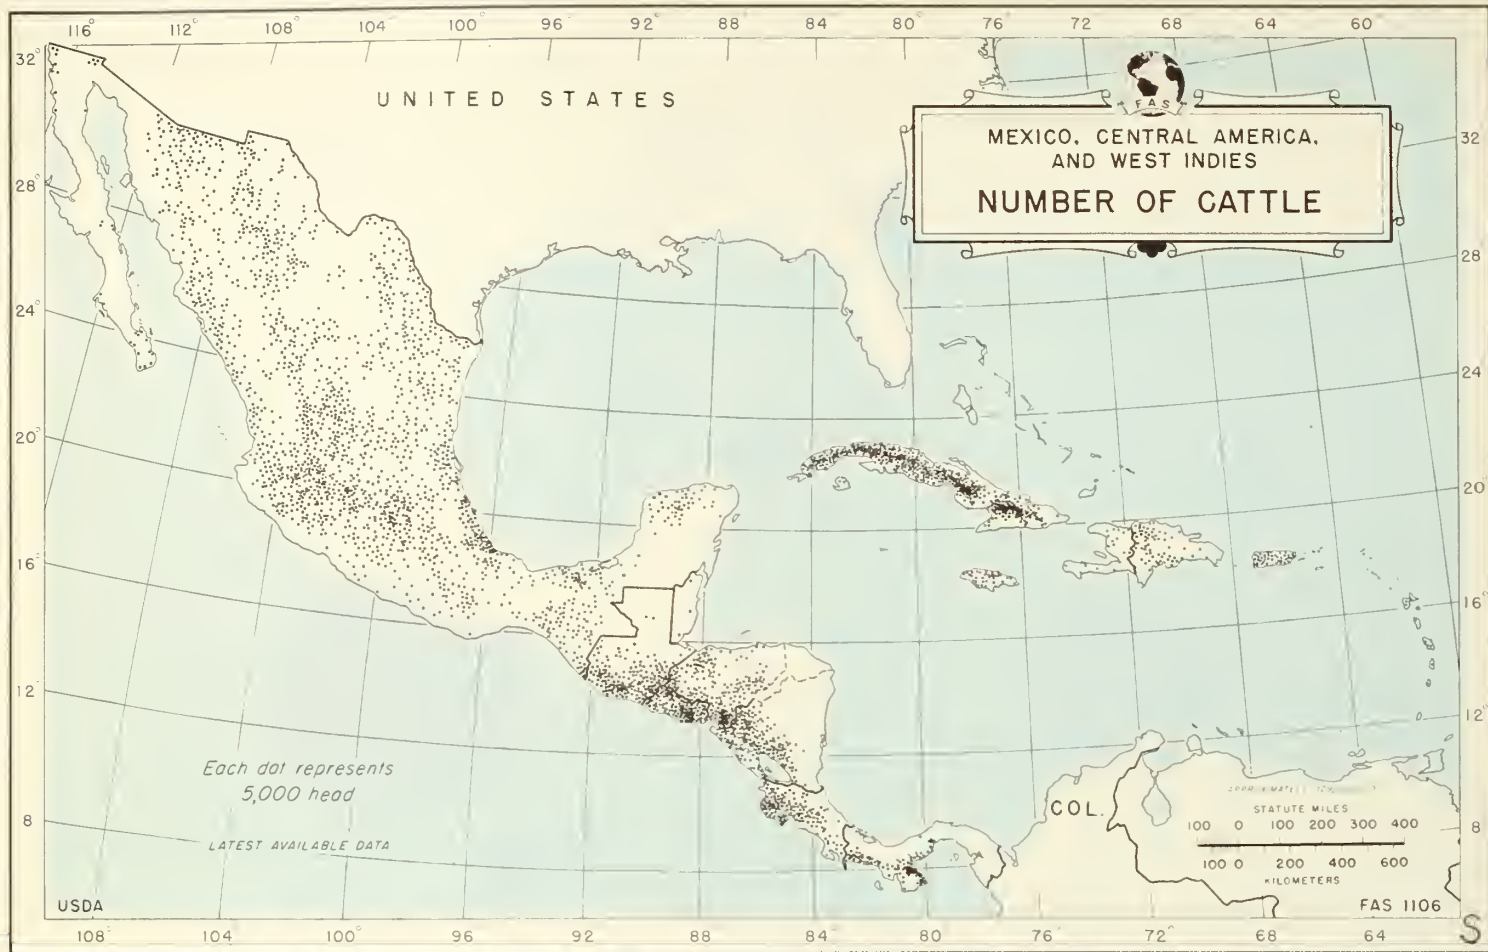 116° 112° 108° 104° 100° 96° 92° 88° 84° 80° 76° 72 68° 64° 60°
32°
UNITED STATES
FAS
MEXICO, CENTRAL AMERICA,
AND WEST INDIES
NUMBER OF CATTLE
32
28°
28
24°
24
20°
20°
16°
16°
12°
12°
Each dot represents
5,000 head
COL.
STATUTE MILES
100 0 100 200 300 400
8
8
LATEST AVAILABLE DATA
100 0 200 400 600
KILOMETERS
USDA
FAS 1106
S
108° 104° 100° 96° 92 88° 84 80° 76° 72° 68° 64